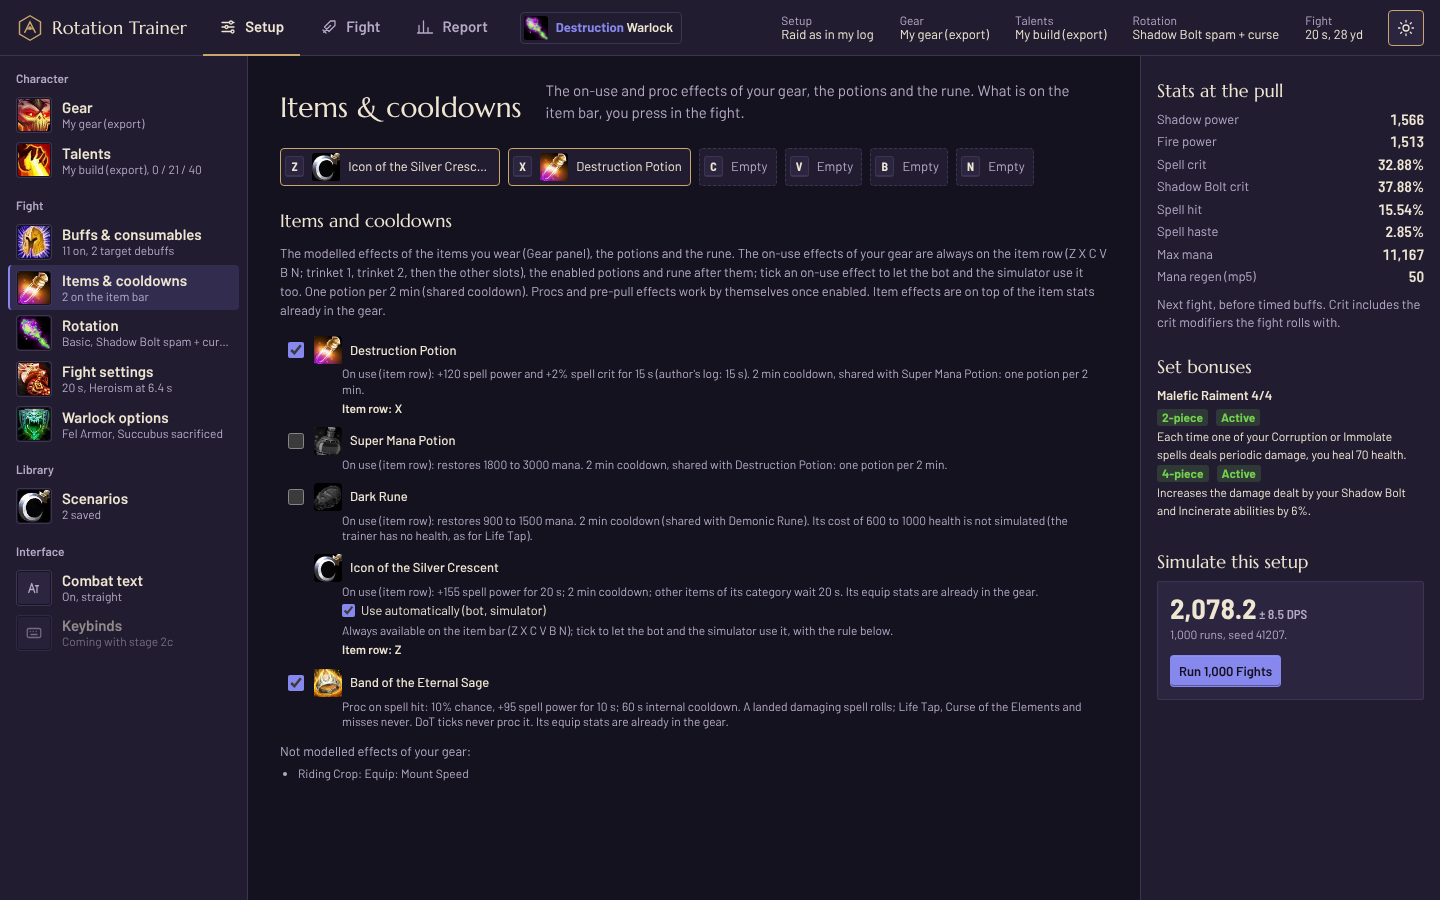 Rotation Trainer
Setup
Fight
Report
Destruction Warlock
Setup
Raid as in my log
Gear
My gear (export)
Talents
My build (export)
Rotation
Shadow Bolt spam + curse
Fight
20 s, 28 yd
Character
Gear
My gear (export)
Talents
My build (export), 0 / 21 / 40
Fight
Buffs & consumables
11 on, 2 target debuffs
Items & cooldowns
2 on the item bar
Rotation
Basic, Shadow Bolt spam + cur...
Fight settings
20 s, Heroism at 6.4 s
Warlock options
Fel Armor, Succubus sacrificed
Library
Scenarios
2 saved
Interface
AT
Combat text
On, straight
Keybinds
Coming with stage 2c
Items & cooldowns
The on-use and proc effects of your gear, the potions and the rune. What is on the
item bar, you press in the fight.
Z Icon of the Silver Cresc...
X Destruction Potion
C Empty
V Empty
B Empty
N Empty
Items and cooldowns
The modelled effects of the items you wear (Gear panel), the potions and the rune. The on-use effects of your gear are always on the item row (Z X C V
B N; trinket 1, trinket 2, then the other slots), the enabled potions and rune after them; tick an on-use effect to let the bot and the simulator use it
too. One potion per 2 min (shared cooldown). Procs and pre-pull effects work by themselves once enabled. Item effects are on top of the item stats
already in the gear.
Destruction Potion
On use (item row): +120 spell power and +2% spell crit for 15 s (author's log: 15 s). 2 min cooldown, shared with Super Mana Potion: one potion per 2
min.
Item row: X
Super Mana Potion
On use (item row): restores 1800 to 3000 mana. 2 min cooldown, shared with Destruction Potion: one potion per 2 min.
Dark Rune
On use (item row): restores 900 to 1500 mana. 2 min cooldown (shared with Demonic Rune). Its cost of 600 to 1000 health is not simulated (the
trainer has no health, as for Life Tap).
Icon of the Silver Crescent
On use (item row): +155 spell power for 20 s; 2 min cooldown; other items of its category wait 20 s. Its equip stats are already in the gear.
Use automatically (bot, simulator)
Always available on the item bar (Z X C V B N); tick to let the bot and the simulator use it, with the rule below.
Item row: Z
Band of the Eternal Sage
Proc on spell hit: 10% chance, +95 spell power for 10 s; 60 s internal cooldown. A landed damaging spell rolls; Life Tap, Curse of the Elements and
misses never. DoT ticks never proc it. Its equip stats are already in the gear.
Not modelled effects of your gear:
• Riding Crop: Equip: Mount Speed
Stats at the pull
Shadow power 1,566
Fire power 1,513
Spell crit 32.88%
Shadow Bolt crit 37.88%
Spell hit 15.54%
Spell haste 2.85%
Max mana 11,167
Mana regen (mp5) 50
Next fight, before timed buffs. Crit includes the
crit modifiers the fight rolls with.
Set bonuses
Malefic Raiment 4/4
2-piece Active
Each time one of your Corruption or Immolate
spells deals periodic damage, you heal 70 health.
4-piece Active
Increases the damage dealt by your Shadow Bolt
and Incinerate abilities by 6%.
Simulate this setup
2,078.2 ± 8.5 DPS
1,000 runs, seed 41207.
Run 1,000 Fights